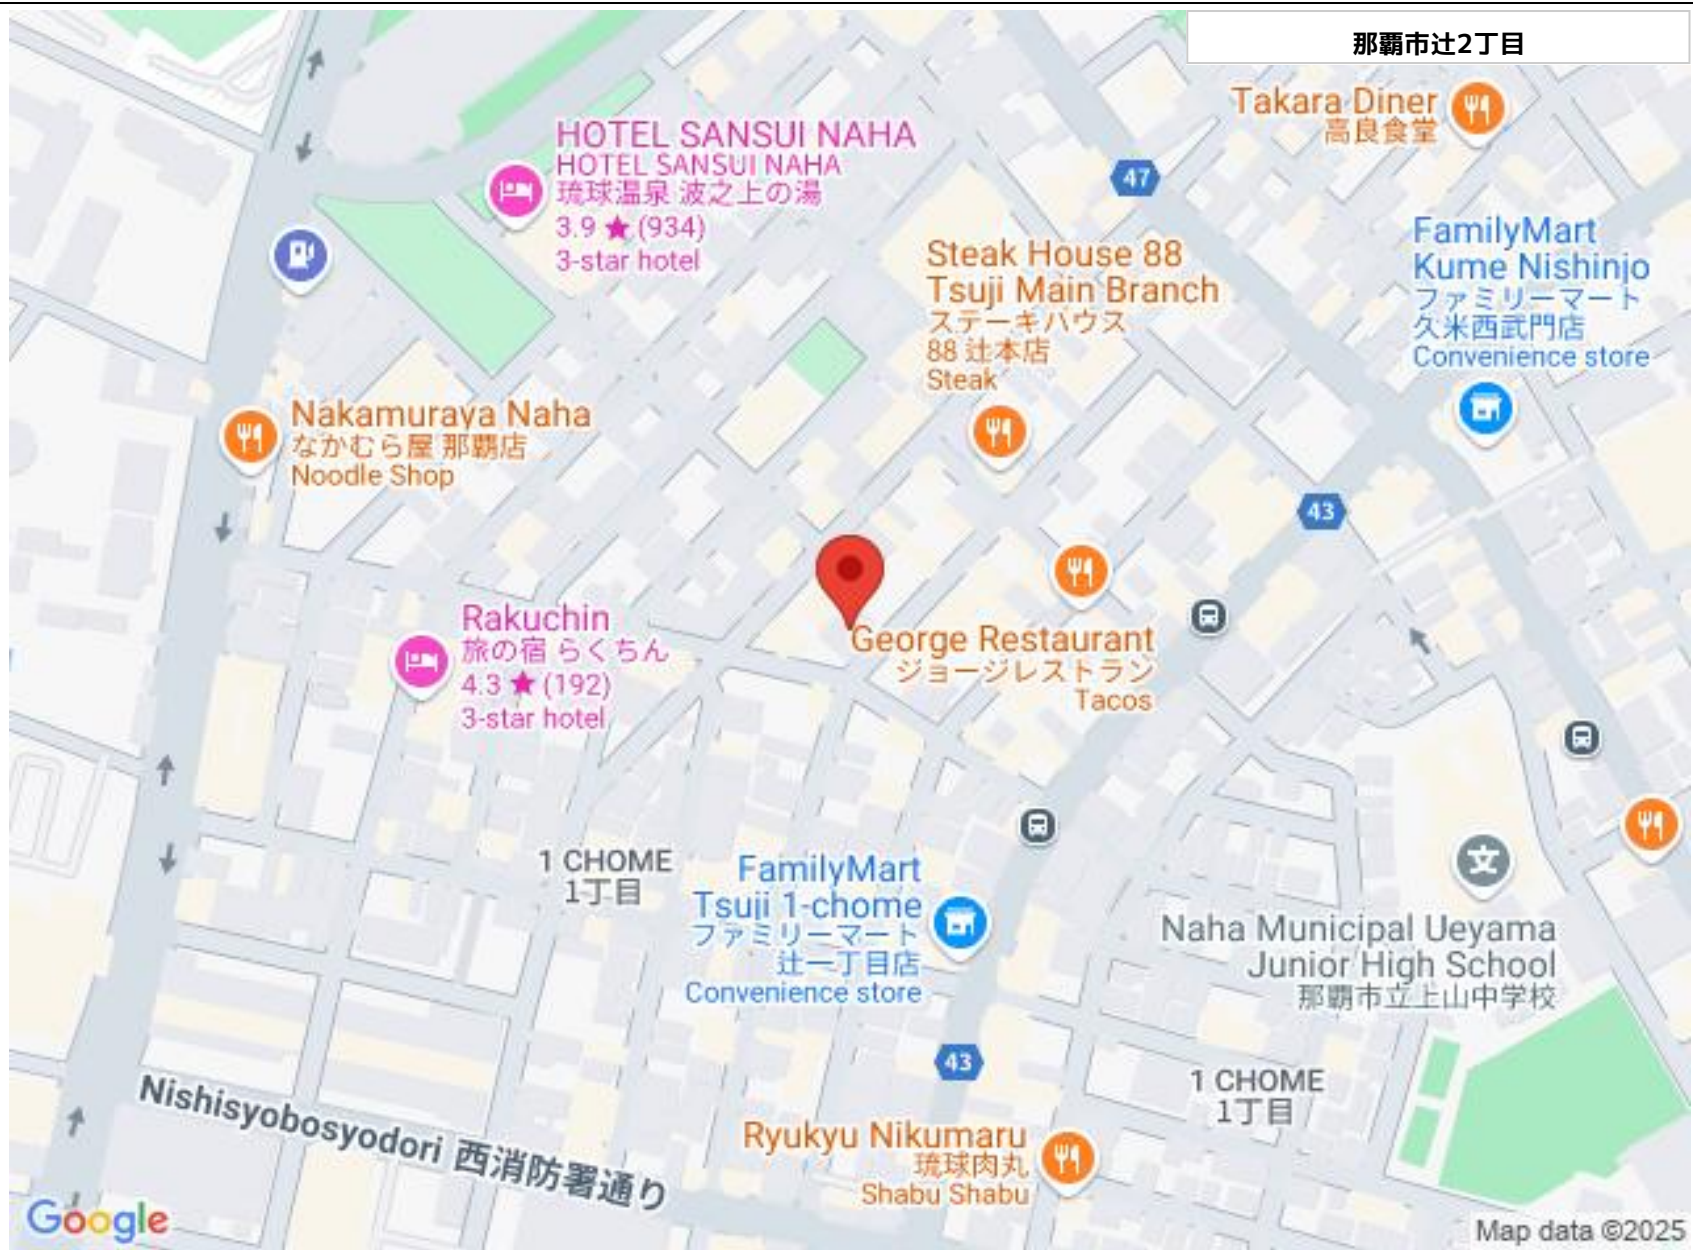 那覇市辻2丁目
Takara Diner
高良食堂
HOTEL SANSUI NAHA
HOTEL SANSUI NAHA
琉球温泉 波之上の湯
3.9 ★ (934)
3-star hotel
47
FamilyMart
Kume Nishinjo
ファミリーマート
久米西武門店
Convenience store
Steak House 88
Tsuji Main Branch
ステーキハウス
88 辻本店
Steak
Nakamuraya Naha
なかむら屋 那覇店
Noodle Shop
43
Rakuchin
旅の宿 らくちん
4.3 ★ (192)
3-star hotel
George Restaurant
ジョージレストラン
Tacos
1 CHOME
1丁目
FamilyMart
Tsuji 1-chome
ファミリーマート
辻一丁目店
Convenience store
文
Naha Municipal Ueyama
Junior High School
那覇市立上山中学校
43
1 CHOME
1丁目
Nishisyobosyodori 西消防署通り
Ryukyu Nikumaru
琉球肉丸
Shabu Shabu
Google
Map data ©2025